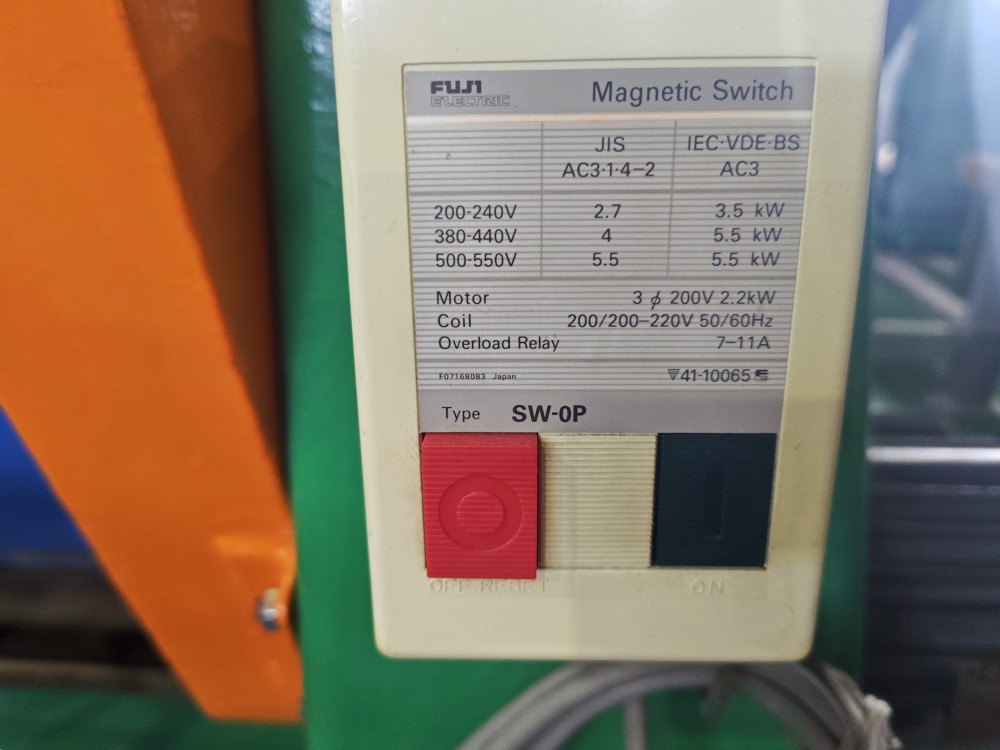 FUJI
ELECTRIC
Magnetic Switch
JIS IEC·VDE·BS
AC3·1·4-2 AC3
200-240V 2.7 3.5 kW
380-440V 4 5.5 kW
500-550V 5.5 5.5 kW
Motor 3 ϕ 200V 2.2kW
Coil 200/200-220V 50/60Hz
Overload Relay 7-11A
F07168083 Japan 41-10065
Type SW-0P
OFF.RESET ON